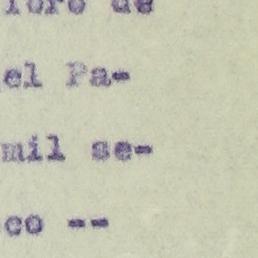 de
el Pa-
mil se-
co --